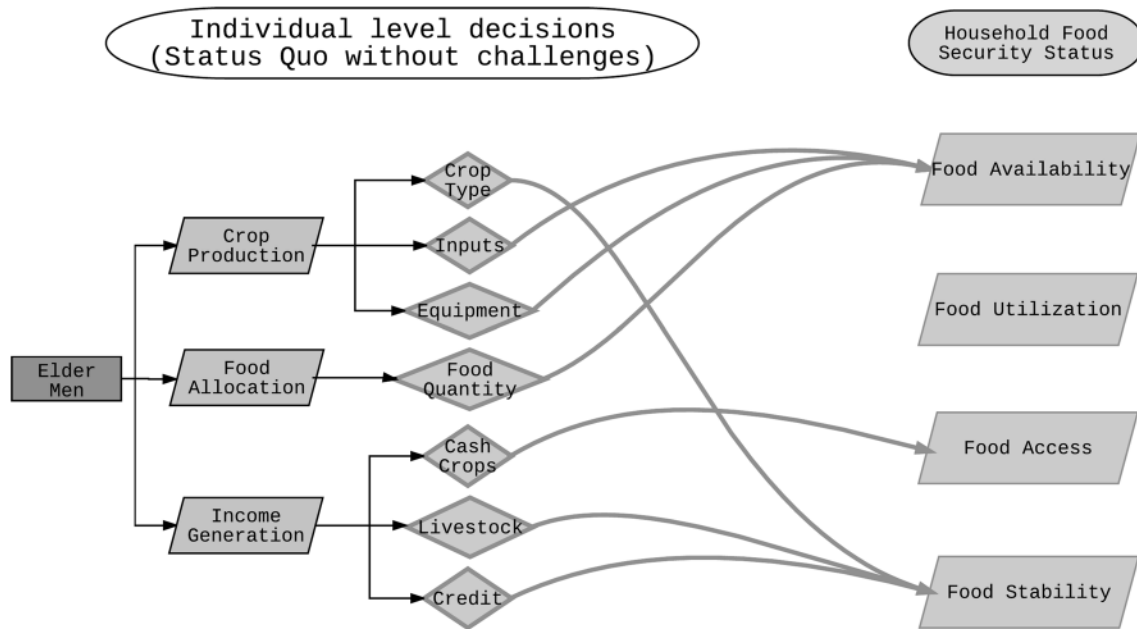 Individual level decisions
(Status Quo without challenges)
Household Food
Security Status
Elder
Men
Crop
Production
Food
Allocation
Income
Generation
Crop
Type
Inputs
Equipment
Food
Quantity
Cash
Crops
Livestock
Credit
Food Availability
Food Utilization
Food Access
Food Stability